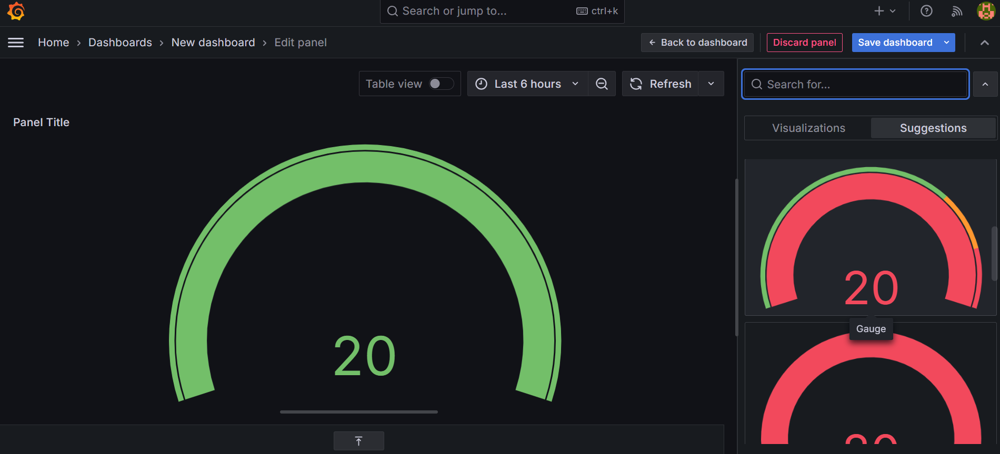 Search or jump to... ctrl+k
Home › Dashboards › New dashboard › Edit panel
Back to dashboard
Discard panel
Save dashboard
Table view
Last 6 hours
Refresh
Search for...
Panel Title
Visualizations
Suggestions
20
20
Gauge
20